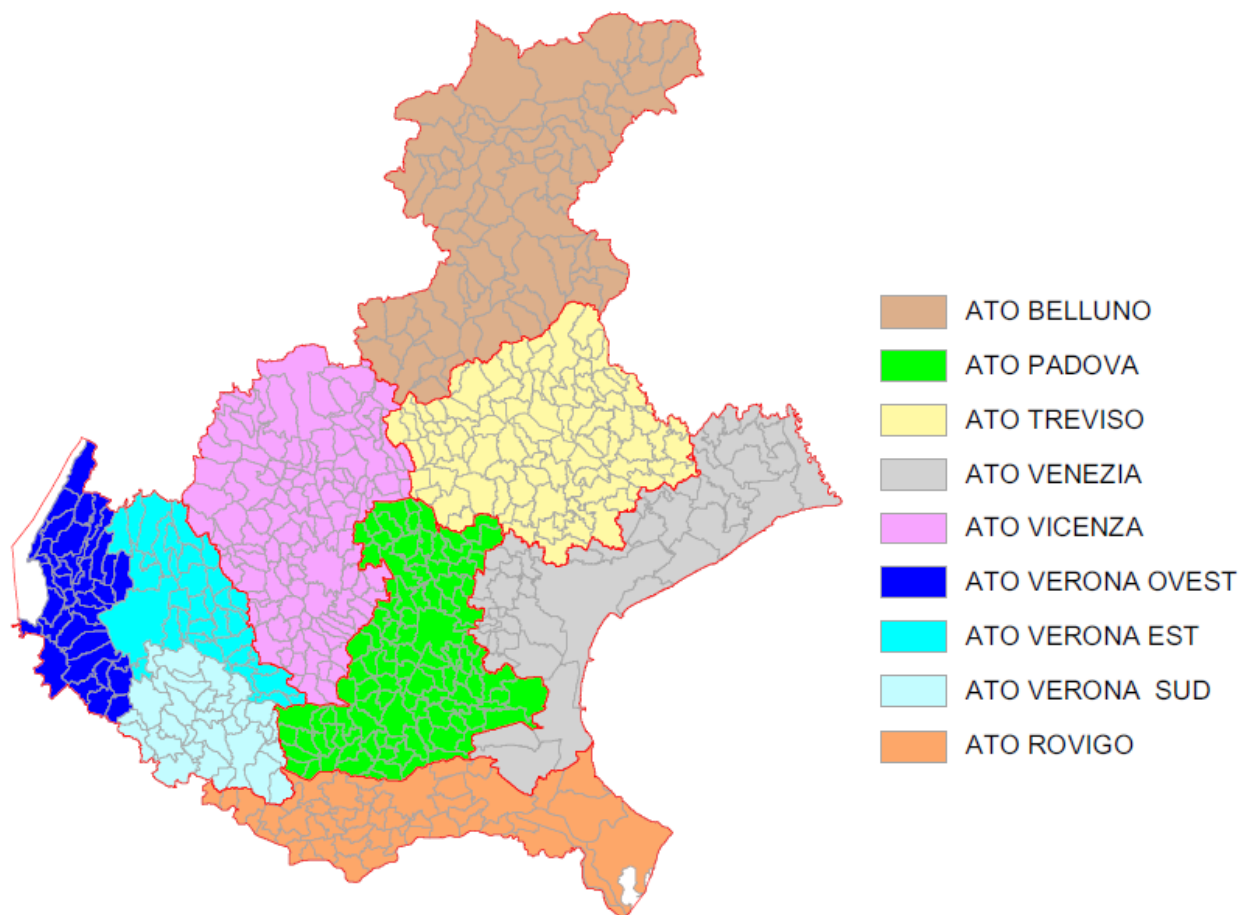 ATO BELLUNO
ATO PADOVA
ATO TREVISO
ATO VENEZIA
ATO VICENZA
ATO VERONA OVEST
ATO VERONA EST
ATO VERONA  SUD
ATO ROVIGO